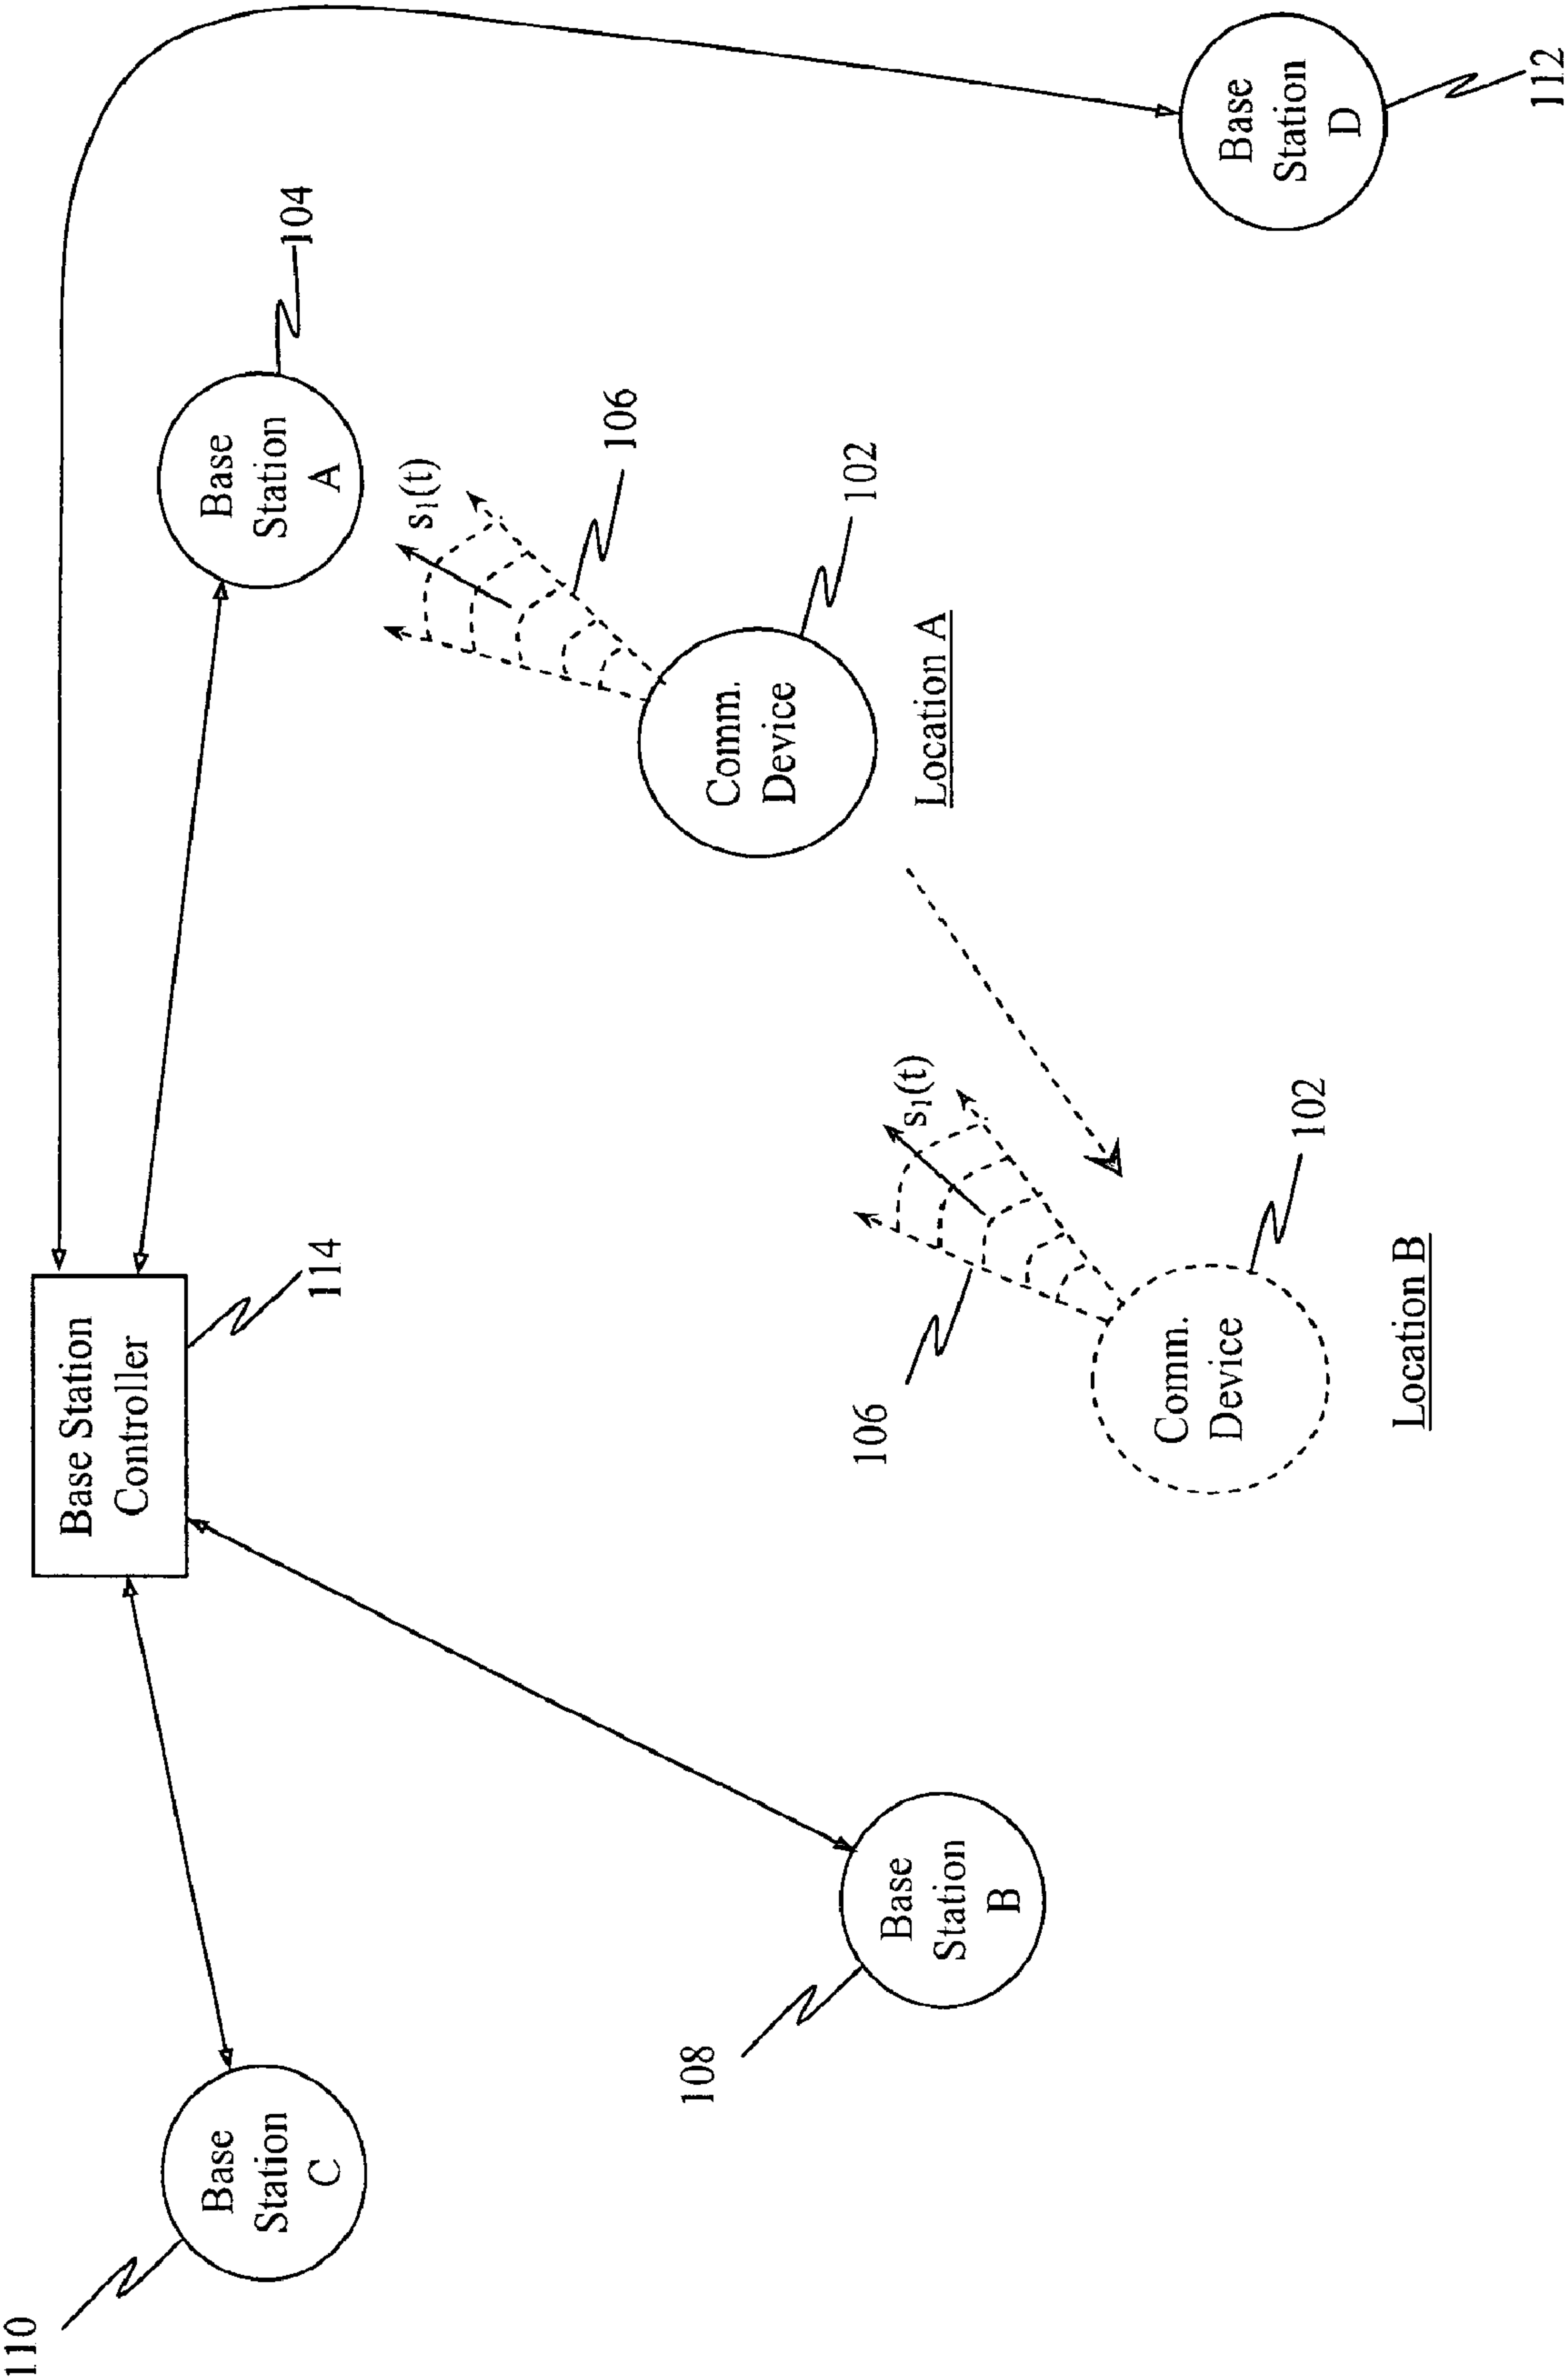 110
Base
Station
C
Base Station
Controller
114
Base
Station
A
104
s1(t)
106
108
Base
Station
B
106
s1(t)
Comm.
Device
102
Location A
Comm.
Device
102
Location B
Base
Station
D
112